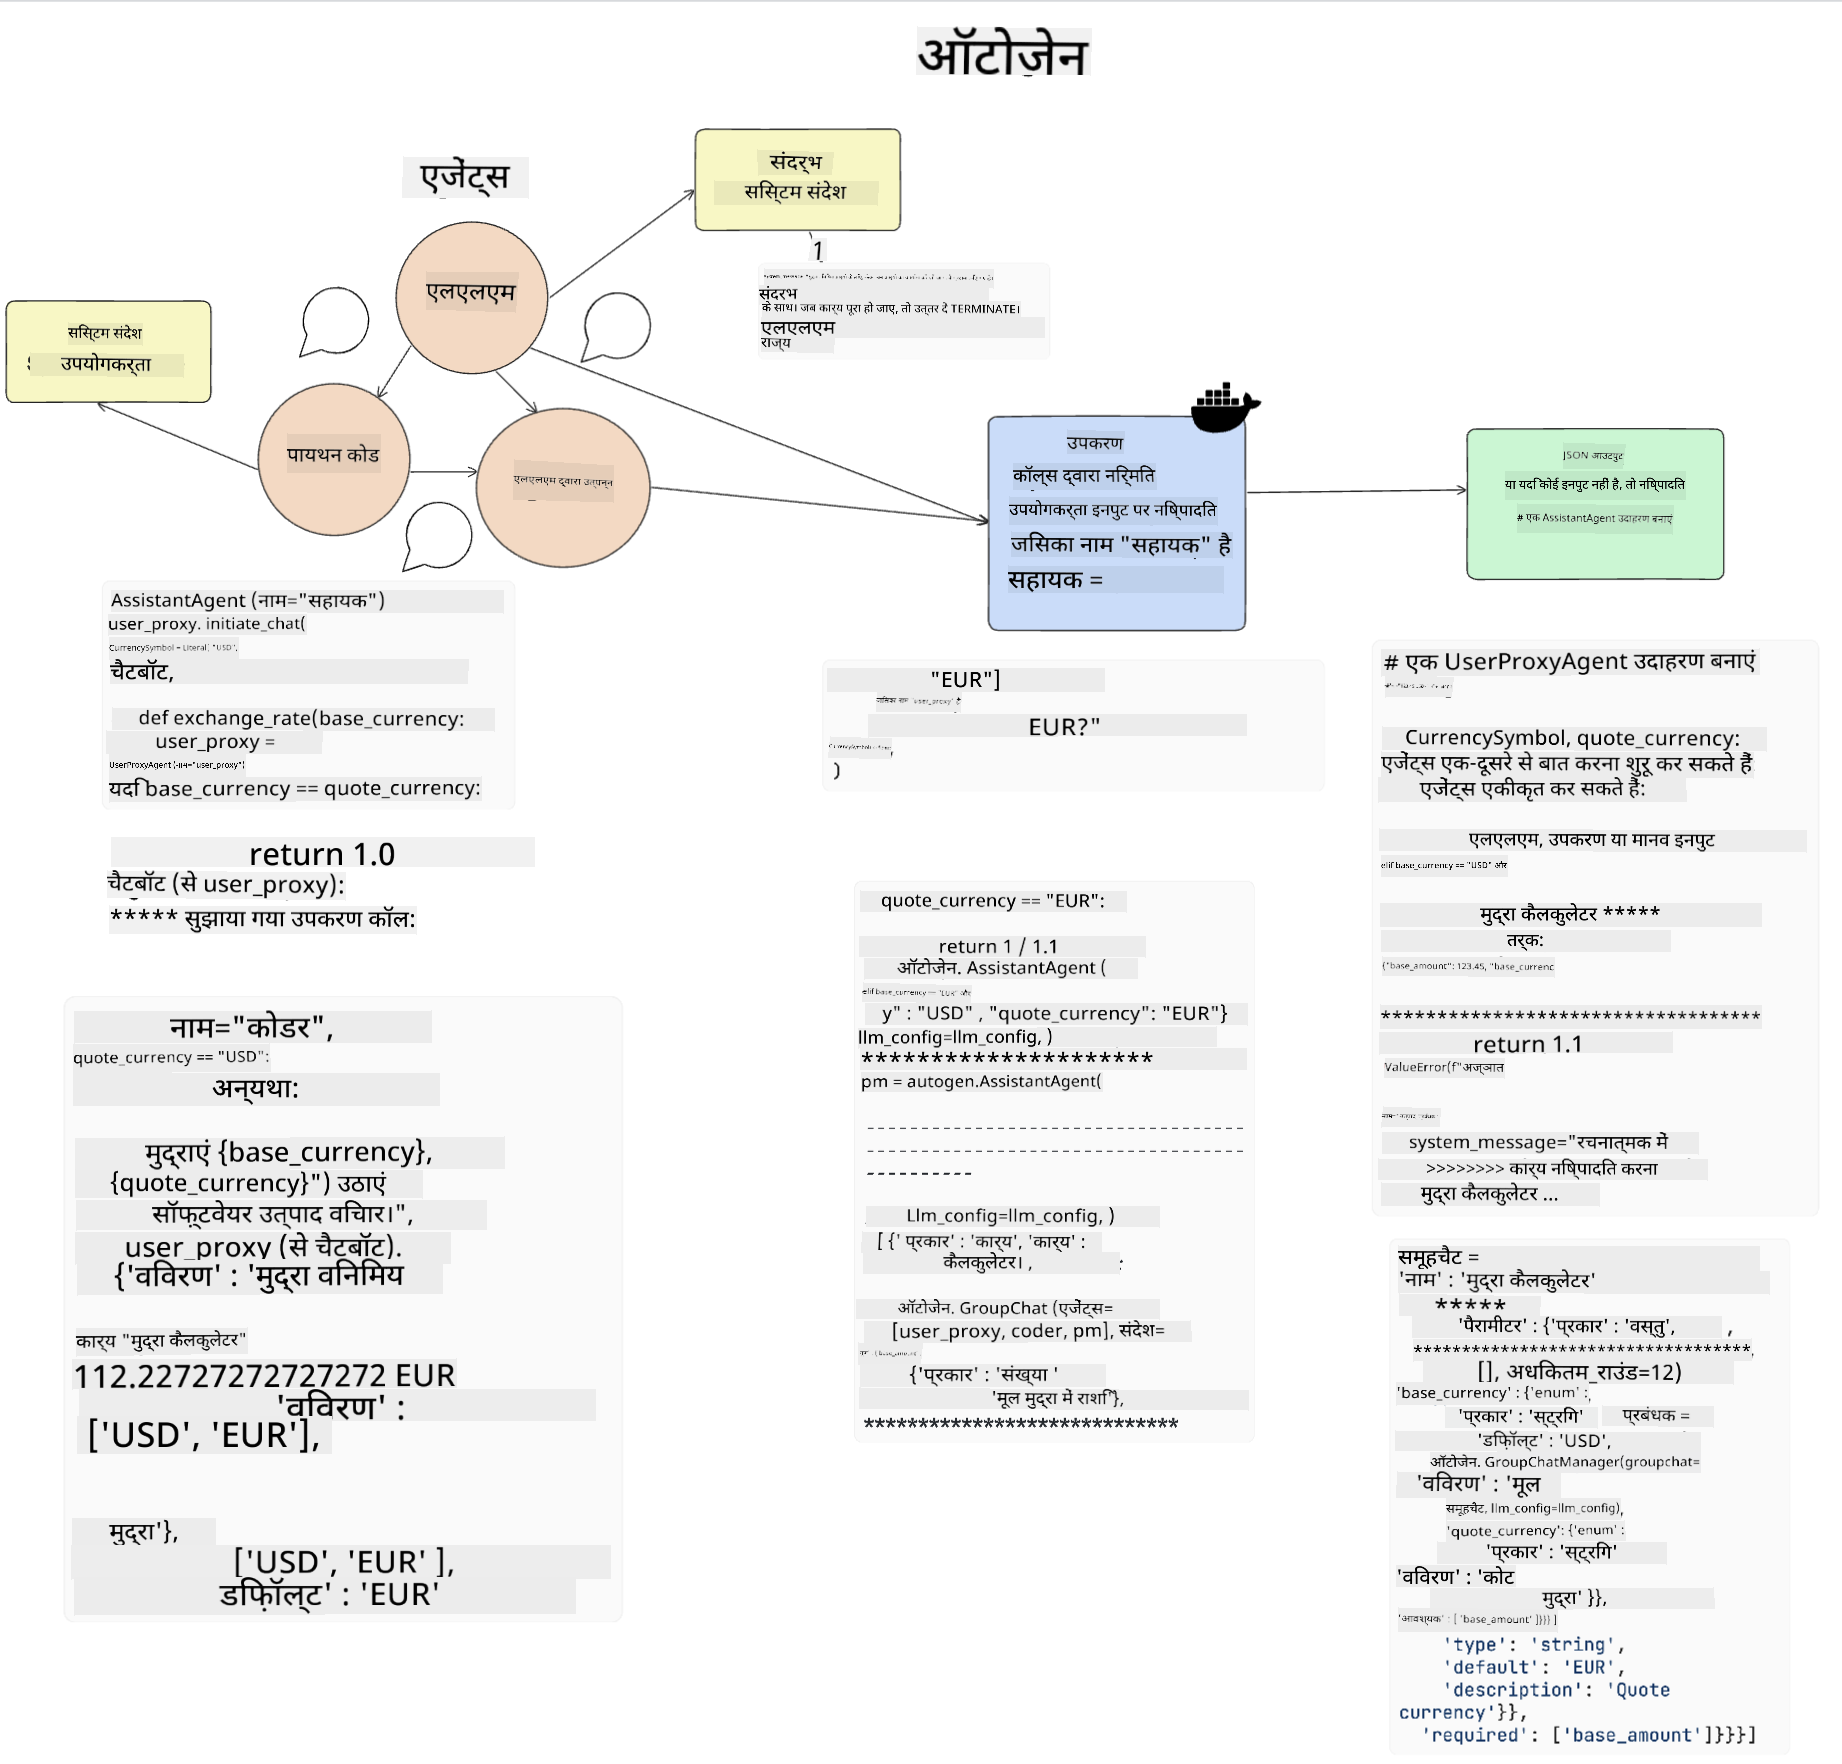 ऑटोजेन
एजेंट्स
संदर्भ
सिस्टम संदेश
एलएलएम
1
संदर्भ
के साथ। जब कार्य पूरा हो जाए, तो उत्तर दें TERMINATE।
एलएलएम
राज्य
सिस्टम संदेश
उपयोगकर्ता
पायथन कोड
एलएलएम द्वारा उत्पन्न
उपकरण
कॉल्स द्वारा निर्मित
उपयोगकर्ता इनपुट पर निष्पादित
जिसका नाम "सहायक" है
सहायक =
JSON आउटपुट
या यदि कोई इनपुट नहीं है, तो निष्पादित
# एक AssistantAgent उदाहरण बनाएं
AssistantAgent (नाम="सहायक")
user_proxy. initiate_chat(
CurrencySymbol = Literal[ "USD",
चैटबॉट,
def exchange_rate(base_currency:
user_proxy =
UserProxyAgent (नाम="user_proxy")
यदि base_currency == quote_currency:
return 1.0
चैटबॉट (से user_proxy):
***** सुझाया गया उपकरण कॉल:
"EUR"]
जिसका नाम "user_proxy" है
EUR?"
)
# एक UserProxyAgent उदाहरण बनाएं
CurrencySymbol, quote_currency:
एजेंट्स एक-दूसरे से बात करना शुरू कर सकते हैं
एजेंट्स एकीकृत कर सकते हैं:
एलएलएम, उपकरण या मानव इनपुट
elif base_currency == "USD" और
मुद्रा कैलकुलेटर *****
तर्क:
{"base_amount": 123.45, "base_currenc
**********************************
return 1.1
ValueError(f"अज्ञात
system_message="रचनात्मक में
>>>>>>>> कार्य निष्पादित करना
मुद्रा कैलकुलेटर ...
quote_currency == "EUR":
return 1 / 1.1
ऑटोजेन. AssistantAgent (
elif base_currency == "EUR" और
y" : "USD" , "quote_currency": "EUR"}
llm_config=llm_config, )
*********************
pm = autogen.AssistantAgent(
----------------------------------
----------------------------------
----------
Llm_config=llm_config, )
[ {' प्रकार' : 'कार्य', 'कार्य' :
कैलकुलेटर। ,
ऑटोजेन. GroupChat (एजेंट्स=
[user_proxy, coder, pm], संदेश=
{'प्रकार' : 'संख्या '
'मूल मुद्रा में राशि'},
*****************************
नाम="कोडर",
quote_currency == "USD":
अन्यथा:
मुद्राएं {base_currency},
{quote_currency}") उठाएं
सॉफ़्टवेयर उत्पाद विचार।",
user_proxy (से चैटबॉट).
{'विवरण' : 'मुद्रा विनिमय
कार्य "मुद्रा कैलकुलेटर"
112.22727272727272 EUR
'विवरण' :
['USD', 'EUR'],
मुद्रा'},
['USD', 'EUR' ],
डिफ़ॉल्ट' : 'EUR'
समूहचैट =
'नाम' : 'मुद्रा कैलकुलेटर'
*****
'पैरामीटर' : {'प्रकार' : 'वस्तु', ,
**********************************,
[], अधिकतम_राउंड=12)
'base_currency' : {'enum' :
'प्रकार' : 'स्ट्रिंग' प्रबंधक =
'डिफ़ॉल्ट' : 'USD',
ऑटोजेन. GroupChatManager(groupchat=
'विवरण' : 'मूल
समूहचैट, llm_config=llm_config),
'quote_currency': {'enum' :
'प्रकार' : 'स्ट्रिंग'
'विवरण' : 'कोट
मुद्रा' }},
'आवश्यक' : [ 'base_amount' ]}}} ]
'type': 'string',
'default': 'EUR',
'description': 'Quote
currency'}},
'required': ['base_amount']}}}]